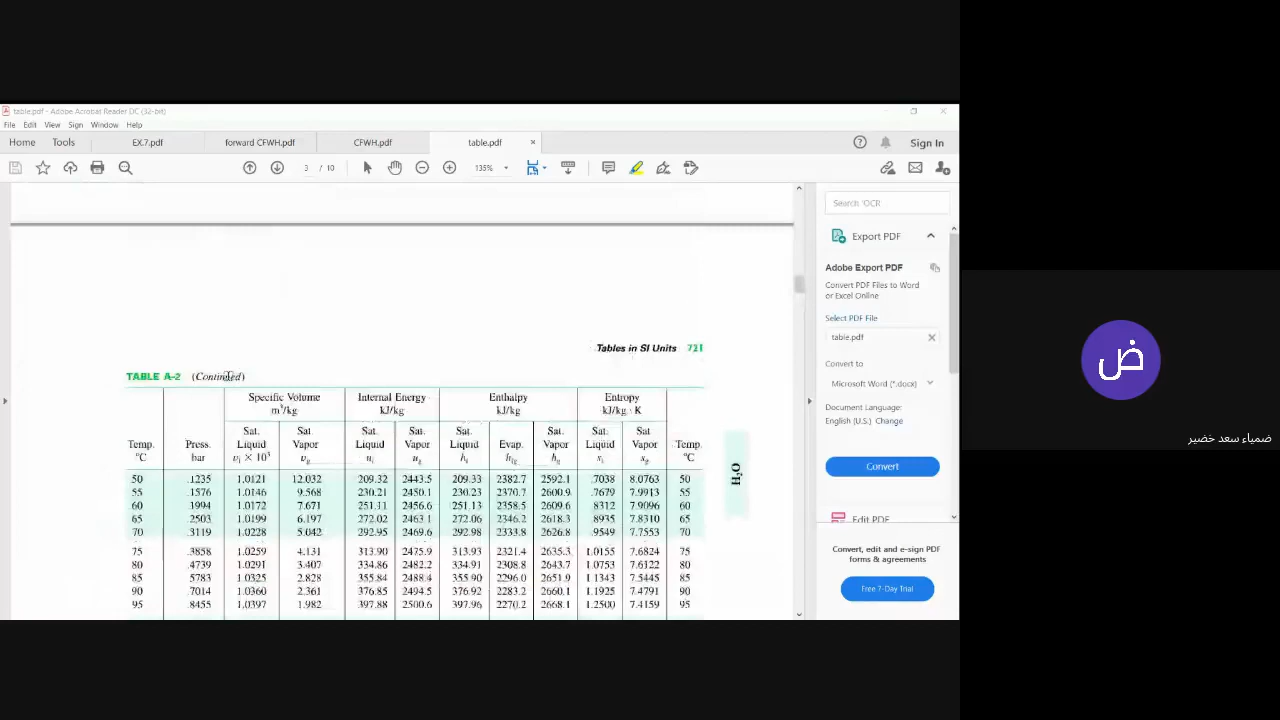 table.pdf - Adobe Acrobat Reader DC (32-bit)
File Edit View Sign Window Help
Home Tools EX.7.pdf forward CFWH.pdf CFWH.pdf table.pdf × Sign In
3 / 10 135%
Search 'OCR
Export PDF
Adobe Export PDF
Convert PDF Files to Word
or Excel Online
Select PDF File
table.pdf
Convert to
Microsoft Word (*.docx)
Document Language:
English (U.S.) Change
Convert
Edit PDF
Convert, edit and e-sign PDF
forms & agreements
Free 7-Day Trial
Tables in SI Units 721
TABLE A-2 (Continued)
Specific Volume Internal Energy Enthalpy Entropy
m³/kg kJ/kg kJ/kg kJ/kg · K
Sat. Sat. Sat. Sat. Sat. Sat. Sat. Sat.
Temp. Press. Liquid Vapor Liquid Vapor Liquid Evap. Vapor Liquid Vapor Temp.
°C bar vf × 10³ vg uf ug hf hfg hg sf sg °C
50 .1235 1.0121 12.032 209.32 2443.5 209.33 2382.7 2592.1 .7038 8.0763 50
55 .1576 1.0146 9.568 230.21 2450.1 230.23 2370.7 2600.9 .7679 7.9913 55
60 .1994 1.0172 7.671 251.11 2456.6 251.13 2358.5 2609.6 .8312 7.9096 60
65 .2503 1.0199 6.197 272.02 2463.1 272.06 2346.2 2618.3 .8935 7.8310 65
70 .3119 1.0228 5.042 292.95 2469.6 292.98 2333.8 2626.8 .9549 7.7553 70
75 .3858 1.0259 4.131 313.90 2475.9 313.93 2321.4 2635.3 1.0155 7.6824 75
80 .4739 1.0291 3.407 334.86 2482.2 334.91 2308.8 2643.7 1.0753 7.6122 80
85 .5783 1.0325 2.828 355.84 2488.4 355.90 2296.0 2651.9 1.1343 7.5445 85
90 .7014 1.0360 2.361 376.85 2494.5 376.92 2283.2 2660.1 1.1925 7.4791 90
95 .8455 1.0397 1.982 397.88 2500.6 397.96 2270.2 2668.1 1.2500 7.4159 95
H₂O
ض
ضمياء سعد خضير